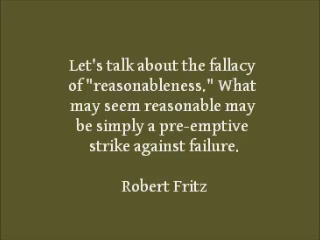 Let's talk about the fallacy
of "reasonableness." What
may seem reasonable may
be simply a pre-emptive
strike against failure.
Robert Fritz